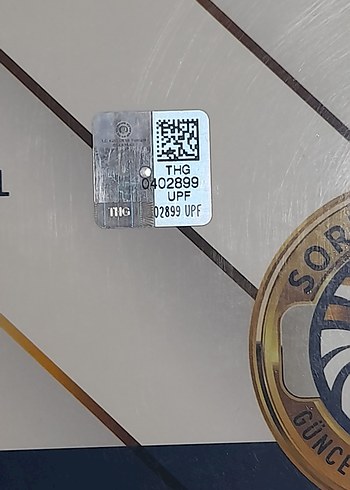 THG
0402899
UPF
THG
02899 UPF
SOR
GÜNCE